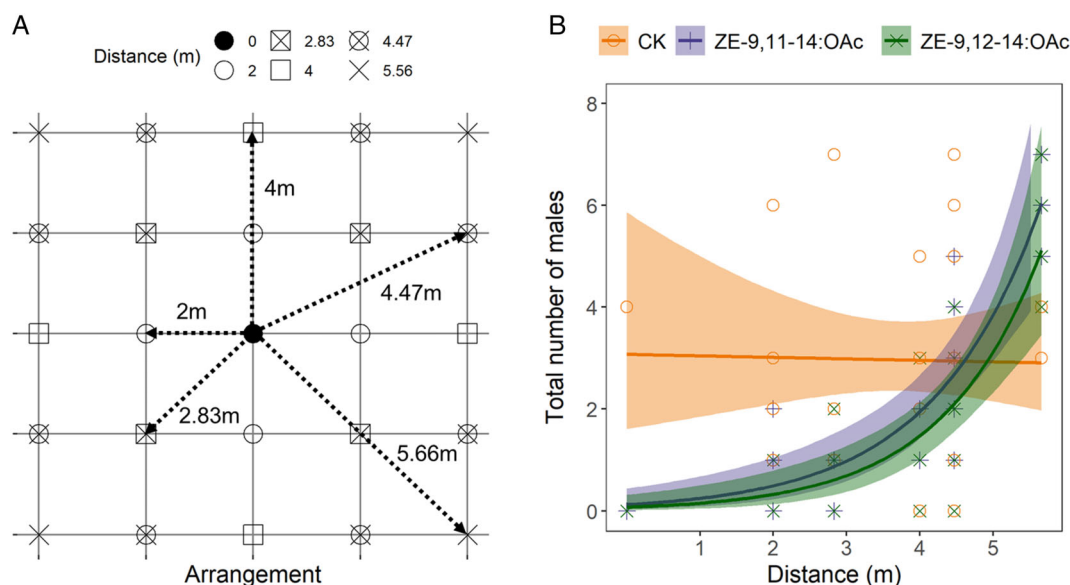 A
Distance (m)
0
2.83
4.47
2
4
5.56
4m
4.47m
2m
2.83m
5.66m
Arrangement
B
CK
ZE-9,11-14:OAc
ZE-9,12-14:OAc
Total number of males
8
6
4
2
0
1
2
3
4
5
Distance (m)